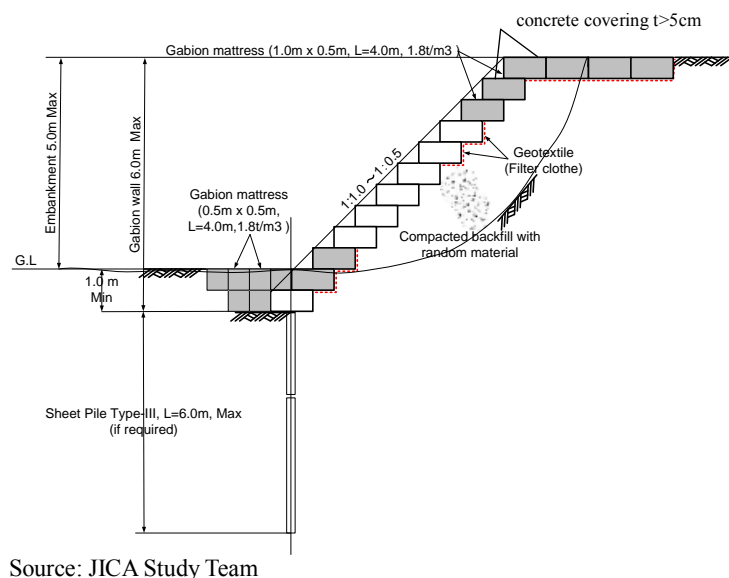 concrete covering t>5cm
Gabion mattress (1.0m x 0.5m, L=4.0m, 1.8t/m3 )
Embankment 5.0m Max
Gabion wall 6.0m  Max
1:1.0～1:0.5
Geotextile
(Filter clothe)
Gabion mattress
(0.5m x 0.5m,
L=4.0m,1.8t/m3 )
Compacted backfill with
random material
G.L
1.0 m
Min
Sheet Pile Type-III, L=6.0m, Max
(if required)
Source: JICA Study Team